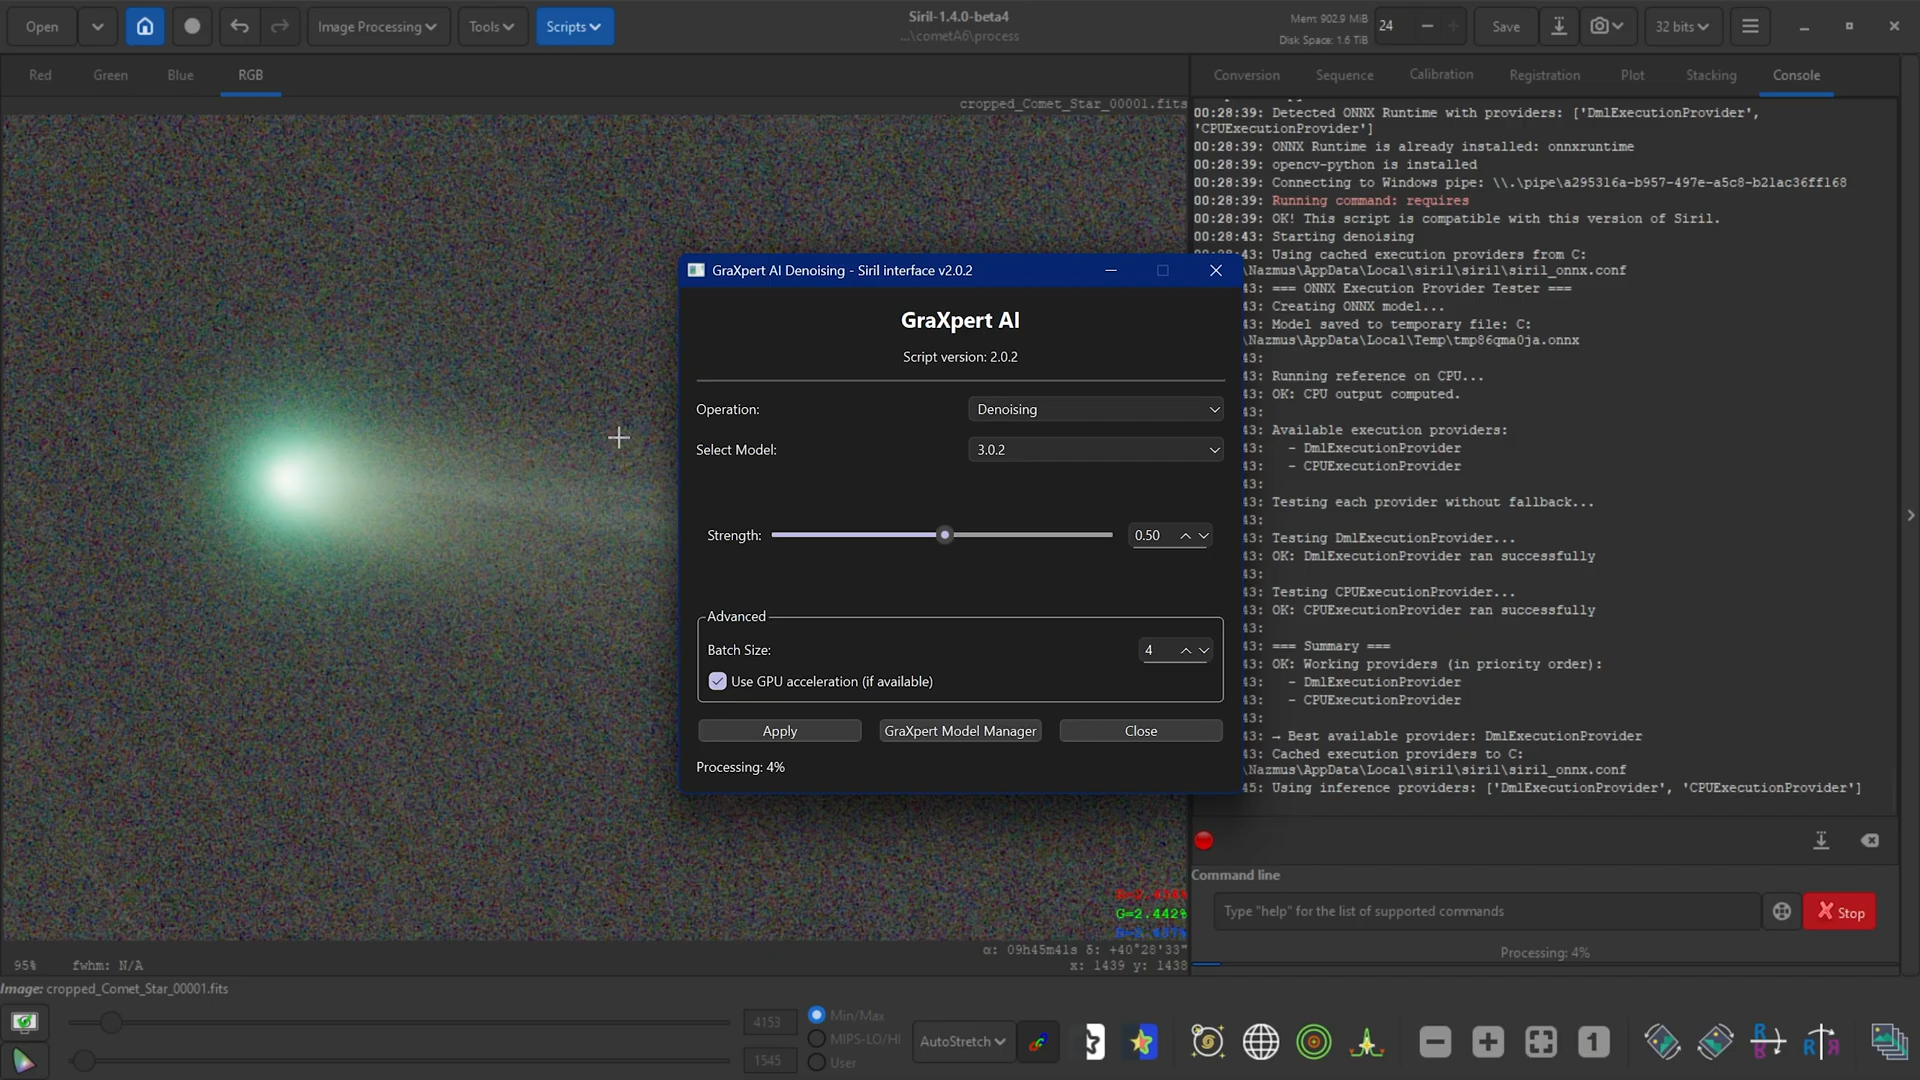 Open
Image Processing
Tools
Scripts
Siril-1.4.0-beta4
...\cometA6\process
Mem: 902.9 MiB
Disk Space: 1.6 TiB
24
Save
32 bits
Red
Green
Blue
RGB
Conversion
Sequence
Calibration
Registration
Plot
Stacking
Console
cropped_Comet_Star_00001.fits
00:28:39: Detected ONNX Runtime with providers: ['DmlExecutionProvider',
'CPUExecutionProvider']
00:28:39: ONNX Runtime is already installed: onnxruntime
00:28:39: opencv-python is installed
00:28:39: Connecting to Windows pipe: \\.\pipe\a295316a-b957-497e-a5c8-b21ac36ff168
00:28:39: Running command: requires
00:28:39: OK! This script is compatible with this version of Siril.
00:28:43: Starting denoising
00:28:43: Using cached execution providers from C:
\Nazmus\AppData\Local\siril\siril_onnx.conf
43: === ONNX Execution Provider Tester ===
43: Creating ONNX model...
43: Model saved to temporary file: C:
\Nazmus\AppData\Local\Temp\tmp86qma0ja.onnx
43:
43: Running reference on CPU...
43: OK: CPU output computed.
43:
43: Available execution providers:
43:   - DmlExecutionProvider
43:   - CPUExecutionProvider
43:
43: Testing each provider without fallback...
43:
43: Testing DmlExecutionProvider...
43: OK: DmlExecutionProvider ran successfully
43:
43: Testing CPUExecutionProvider...
43: OK: CPUExecutionProvider ran successfully
43:
43: === Summary ===
43: OK: Working providers (in priority order):
43:   - DmlExecutionProvider
43:   - CPUExecutionProvider
43:
43: → Best available provider: DmlExecutionProvider
43: Cached execution providers to C:
\Nazmus\AppData\Local\siril\siril_onnx.conf
45: Using inference providers: ['DmlExecutionProvider', 'CPUExecutionProvider']
GraXpert AI Denoising - Siril interface v2.0.2
GraXpert AI
Script version: 2.0.2
Operation:
Denoising
Select Model:
3.0.2
Strength:
0.50
Advanced
Batch Size:
4
Use GPU acceleration (if available)
Apply
GraXpert Model Manager
Close
Processing: 4%
G=2.442%
α: 09h45m41s δ: +40°28'33"
x: 1439 y: 1438
95%
fwhm: N/A
Command line
Type "help" for the list of supported commands
Stop
Processing: 4%
Image: cropped_Comet_Star_00001.fits
4153
1545
Min/Max
MIPS-LO/HI
User
AutoStretch
1
R
R
R
R